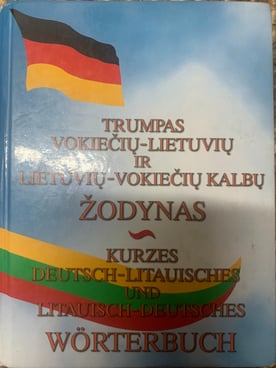 TRUMPAS
VOKIEČIŲ-LIETUVIŲ
IR
LIETUVIŲ-VOKIEČIŲ KALBŲ
ŽODYNAS
KURZES
DEUTSCH-LITAUISCHES
UND
LITAUISCH-DEUTSCHES
WÖRTERBUCH